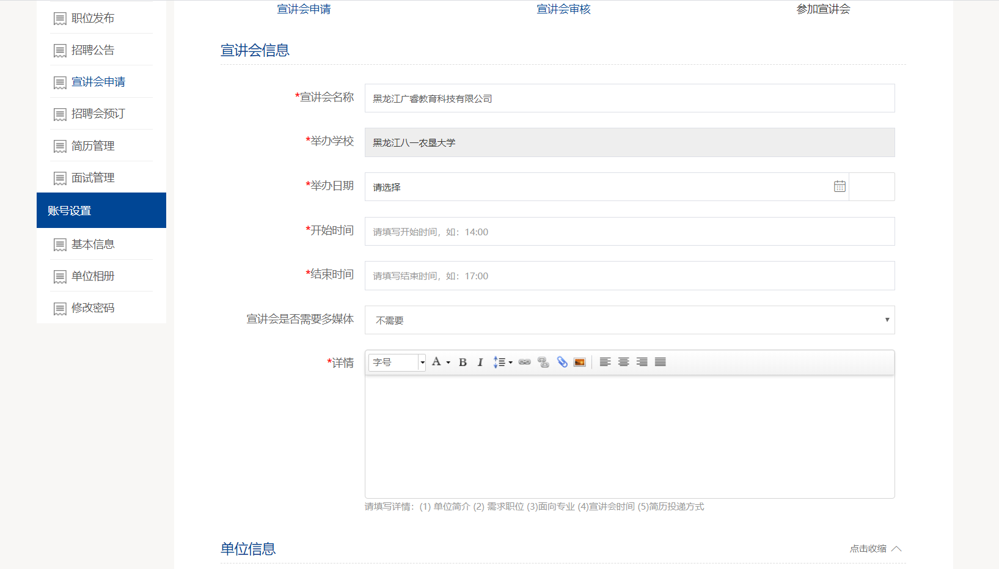 职位发布
招聘公告
宣讲会申请
招聘会预订
简历管理
面试管理
账号设置
基本信息
单位相册
修改密码
宣讲会申请 宣讲会审核 参加宣讲会
宣讲会信息
*宣讲会名称 黑龙江广睿教育科技有限公司
*举办学校 黑龙江八一农垦大学
*举办日期 请选择
*开始时间 请填写开始时间，如：14:00
*结束时间 请填写结束时间，如：17:00
宣讲会是否需要多媒体 不需要
*详情 字号 A B I
请填写详情：(1) 单位简介 (2) 需求职位 (3)面向专业 (4)宣讲会时间 (5)简历投递方式
单位信息 点击收缩